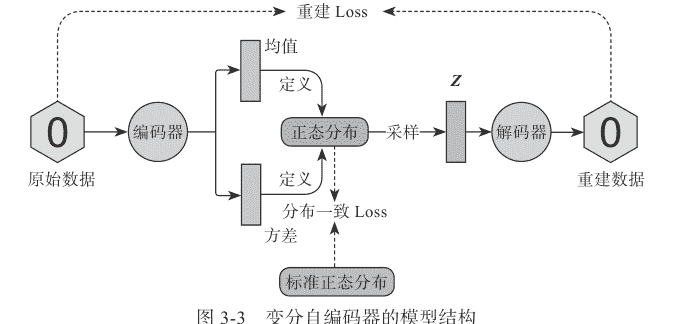 重建 Loss
均值
定义
Z
0
编码器
正态分布
采样
解码器
0
原始数据
定义
重建数据
分布一致 Loss
方差
标准正态分布
图 3-3 变分自编码器的模型结构